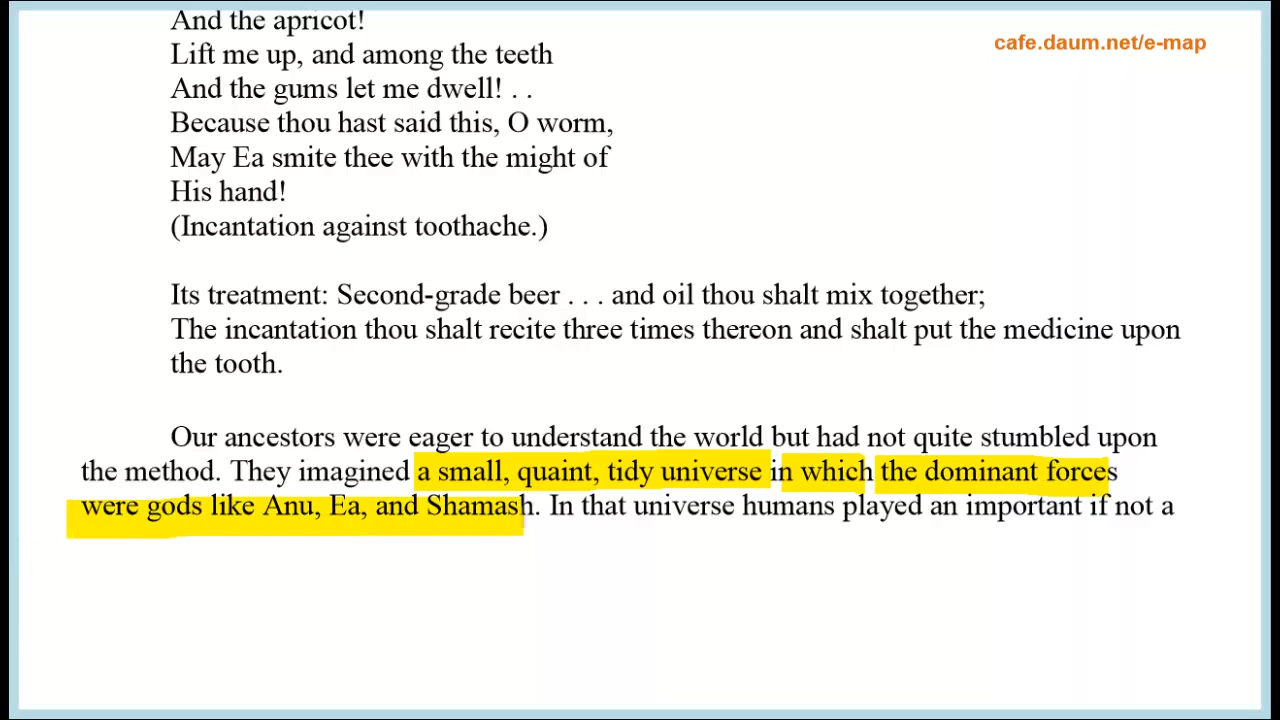 And the apricot!
cafe.daum.net/e-map
Lift me up, and among the teeth
And the gums let me dwell! . .
Because thou hast said this, O worm,
May Ea smite thee with the might of
His hand!
(Incantation against toothache.)
Its treatment: Second-grade beer . . . and oil thou shalt mix together;
The incantation thou shalt recite three times thereon and shalt put the medicine upon
the tooth.
Our ancestors were eager to understand the world but had not quite stumbled upon
the method. They imagined a small, quaint, tidy universe in which the dominant forces
were gods like Anu, Ea, and Shamash. In that universe humans played an important if not a